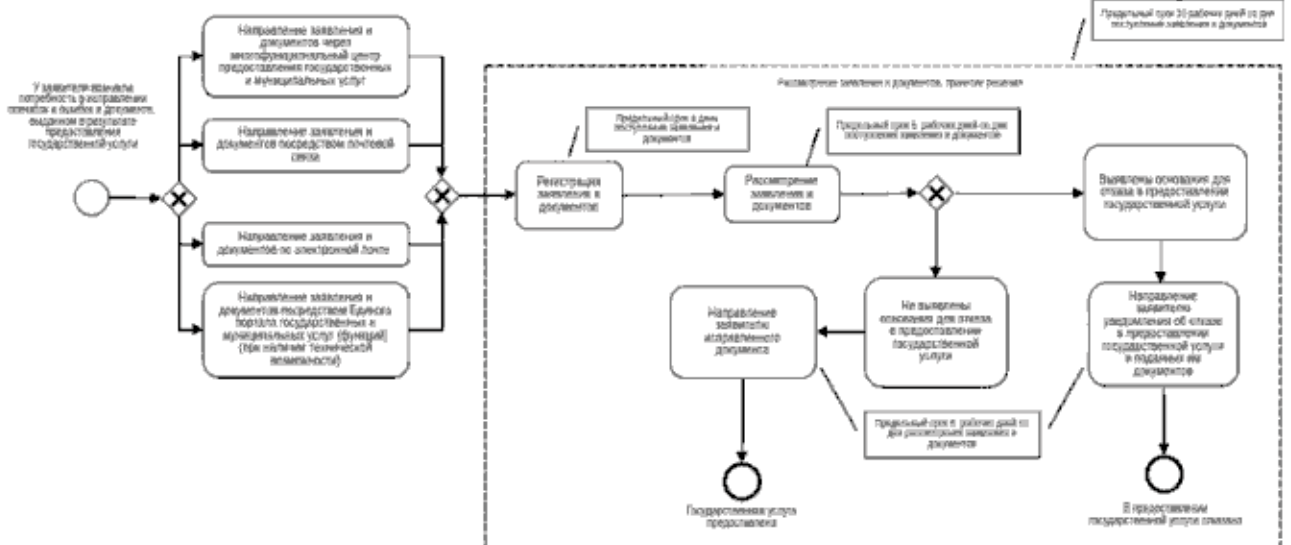 У заявителя возникла
потребность в направлении
опечаток и ошибок в документе,
выданном в результате
предоставления
государственной услуги
Направление заявления и
документов через
многофункциональный центр
предоставления государственных
и муниципальных услуг
Направление заявления и
документов посредством почтовой
связи
Направление заявления и
документов по электронной почте
Направление заявления и
документов посредством Единого
портала государственных и
муниципальных услуг (функций)
(при наличии технической
возможности)
Предельный срок 30 рабочих дней со дня
поступления заявления и документов
Рассмотрение заявления и документов, принятие решения
Предельный срок в день
поступления заявления и
документов
Предельный срок 5 рабочих дней со дня
поступления заявления и документов
Регистрация
заявления и
документов
Рассмотрение
заявления и
документов
Выявлены основания для
отказа в предоставлении
государственной услуги
Направление
заявителю
исправленного
документа
Не выявлены
основания для отказа
в предоставлении
государственной
услуги
Направление
заявителю
уведомления об отказе
в предоставлении
государственной услуги
и поданных им
документов
Предельный срок рабочих дней со
дня рассмотрения заявления и
документов
Государственная услуга
предоставлена
В предоставлении
государственной услуги отказано